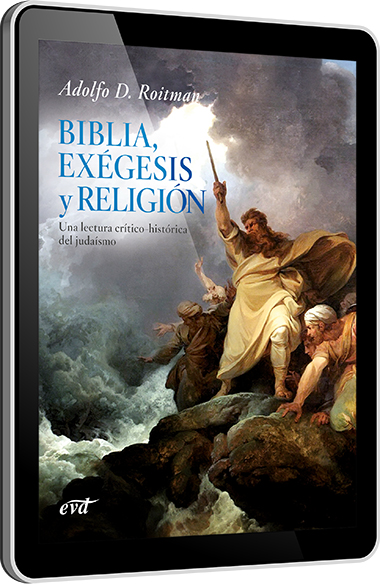 Adolfo D. Roitman
BIBLIA,
EXÉGESIS
y RELIGIÓN
Una lectura crítico-histórica
del judaísmo
evd